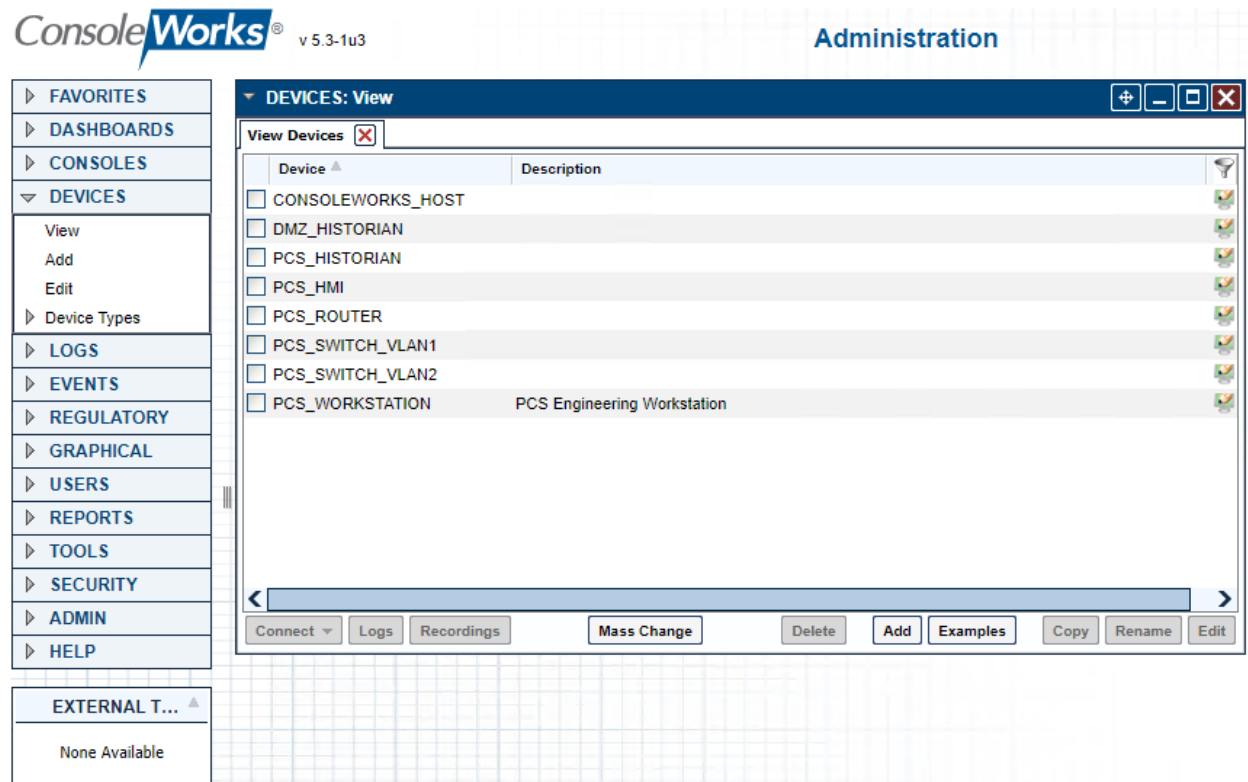 ConsoleWorks® v 5.3-1u3
Administration
FAVORITES
DASHBOARDS
CONSOLES
DEVICES
View
Add
Edit
Device Types
LOGS
EVENTS
REGULATORY
GRAPHICAL
USERS
REPORTS
TOOLS
SECURITY
ADMIN
HELP
EXTERNAL T...
None Available
DEVICES: View
View Devices
Device Description
CONSOLEWORKS_HOST
DMZ_HISTORIAN
PCS_HISTORIAN
PCS_HMI
PCS_ROUTER
PCS_SWITCH_VLAN1
PCS_SWITCH_VLAN2
PCS_WORKSTATION PCS Engineering Workstation
Connect Logs Recordings Mass Change Delete Add Examples Copy Rename Edit